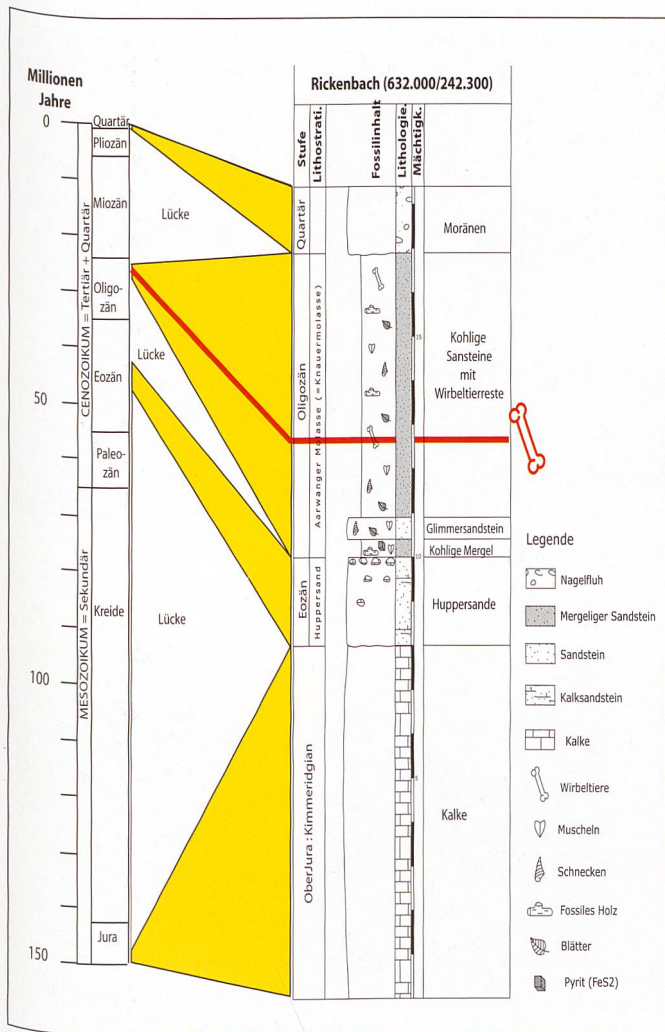 Millionen
Jahre
0
50
100
150
CENOZOIKUM = Tertiär + Quartär
MESOZOIKUM = Sekundär
Quartär
Pliozän
Miozän
Oligo-
zän
Eozän
Paleo-
zän
Kreide
Jura
Lücke
Lücke
Lücke
Rickenbach (632.000/242.300)
Stufe
Lithostrati.
Fossilinhalt
Lithologie.
Mächtigk.
Quartär
Oligozän
Aarwanger Molasse (=Knauermolasse)
Eozän
Huppersand
OberJura : Kimmeridgian
15
10
5
Moränen
Kohlige
Sansteine
mit
Wirbeltierreste
Glimmersandstein
Kohlige Mergel
Huppersande
Kalke
Legende
Nagelfluh
Mergeliger Sandstein
Sandstein
Kalksandstein
Kalke
Wirbeltiere
Muscheln
Schnecken
Fossiles Holz
Blätter
Pyrit (FeS2)